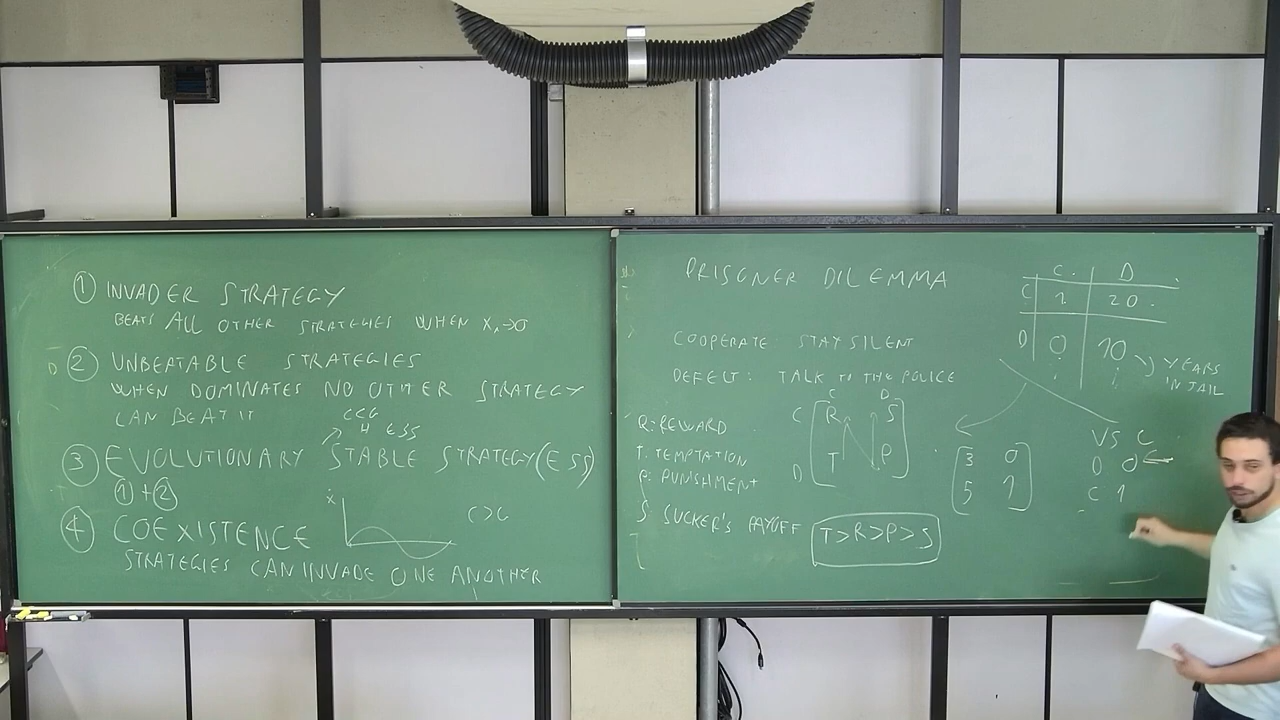 ① INVADER STRATEGY
BEATS ALL OTHER STRATEGIES WHEN X₁→0
② UNBEATABLE STRATEGIES
WHEN DOMINATES NO OTHER STRATEGY
CAN BEAT IT
ESS
③ EVOLUTIONARY STABLE STRATEGY (ESS)
①+②
④ COEXISTENCE
ẋ
STRATEGIES CAN INVADE ONE ANOTHER
PRISONER DILEMMA
COOPERATE: STAY SILENT
DEFECT: TALK TO THE POLICE
R: REWARD
T: TEMPTATION
P: PUNISHMENT
S SUCKER'S PAYOFF
C D
C R S
D T P
T>R>P>S
C D
C 1 20
D 0 10
YEARS IN JAIL
3 0
5 1
VS C
D 0
C 1